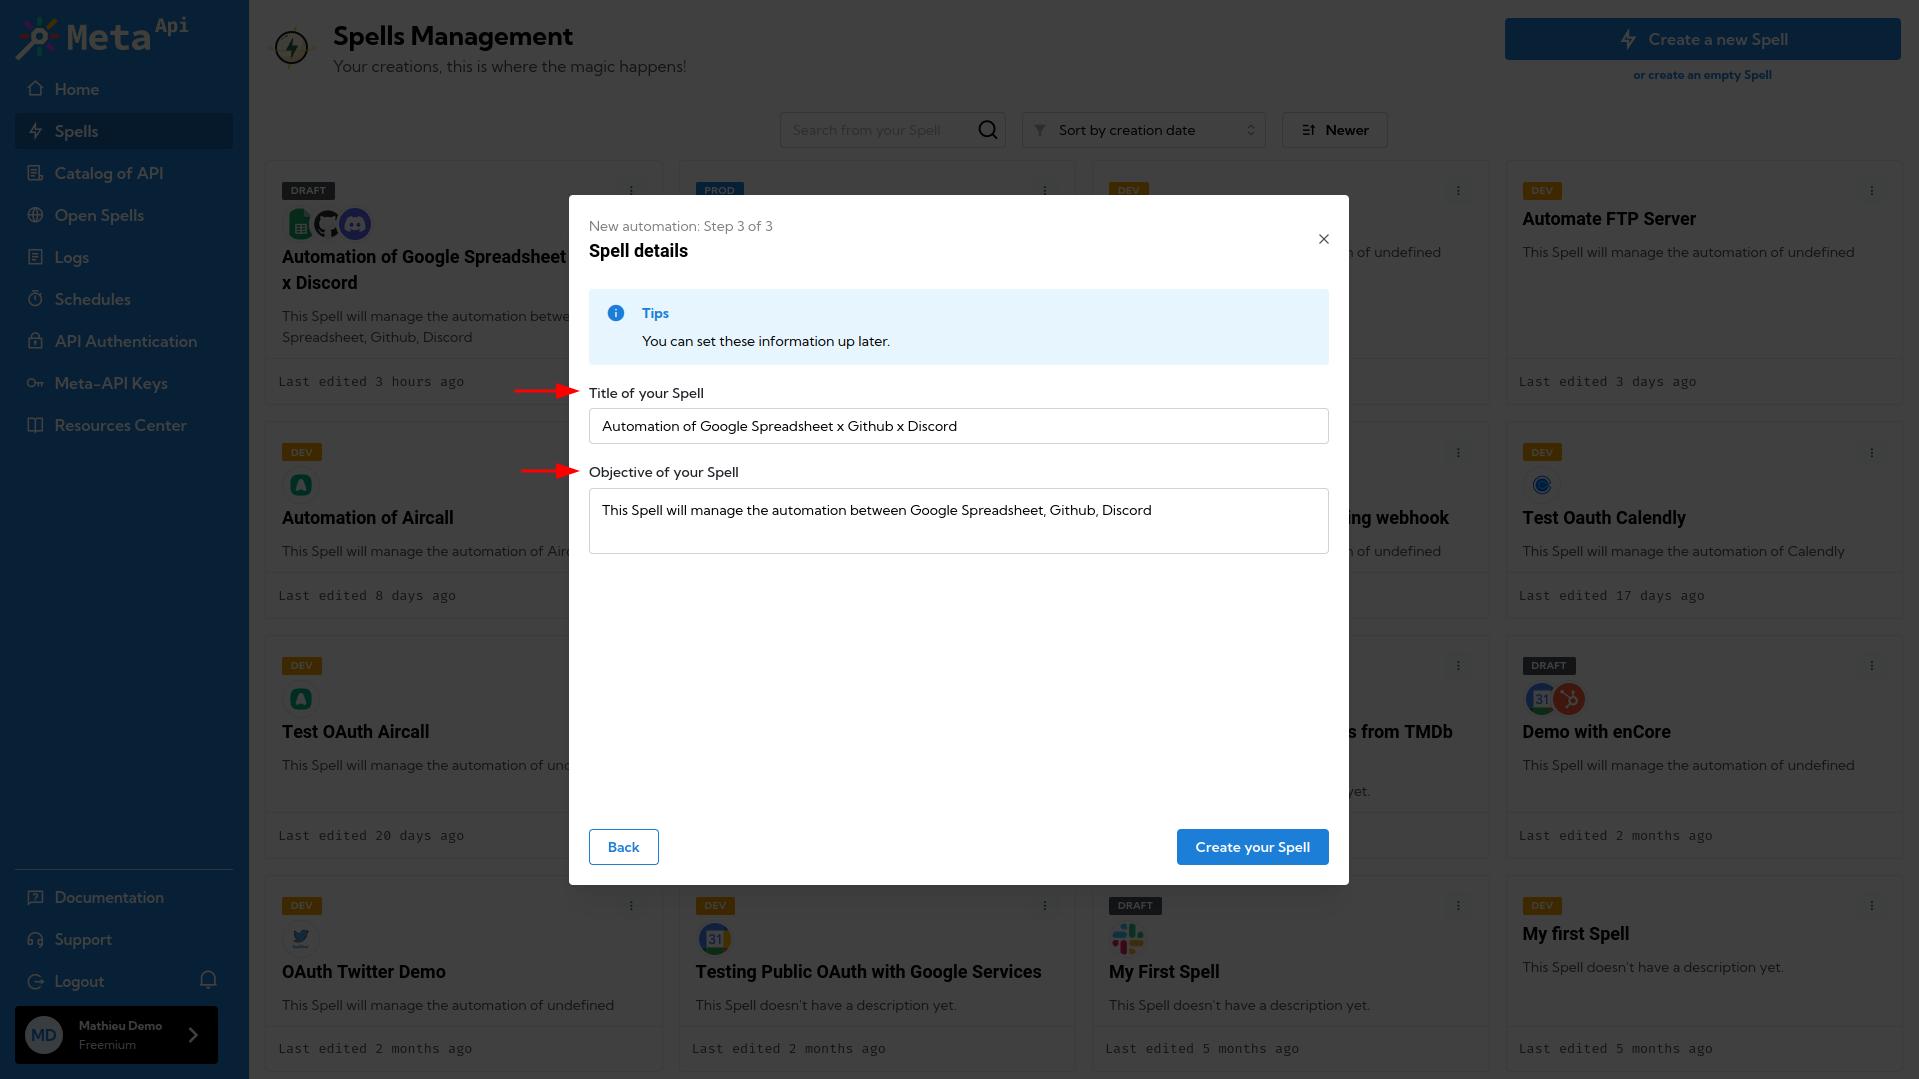 Meta Api
Home
Spells
Catalog of API
Open Spells
Logs
Schedules
API Authentication
Meta-API Keys
Resources Center
Documentation
Support
Logout
MD
Mathieu Demo
Freemium
Spells Management
Your creations, this is where the magic happens!
Create a new Spell
or create an empty Spell
Search from your Spell
Sort by creation date
Newer
DRAFT
Automation of Google Spreadsheet
x Discord
This Spell will manage the automation betwe
Spreadsheet, Github, Discord
Last edited 3 hours ago
PROD
DEV
n of undefined
DEV
Automate FTP Server
This Spell will manage the automation of undefined
Last edited 3 days ago
New automation: Step 3 of 3
Spell details
Tips
You can set these information up later.
Title of your Spell
Automation of Google Spreadsheet x Github x Discord
Objective of your Spell
This Spell will manage the automation between Google Spreadsheet, Github, Discord
Back
Create your Spell
DEV
Automation of Aircall
This Spell will manage the automation of Airc
Last edited 8 days ago
ing webhook
n of undefined
DEV
Test Oauth Calendly
This Spell will manage the automation of Calendly
Last edited 17 days ago
DEV
Test OAuth Aircall
This Spell will manage the automation of und
Last edited 20 days ago
s from TMDb
yet.
DRAFT
31
Demo with enCore
This Spell will manage the automation of undefined
Last edited 2 months ago
DEV
OAuth Twitter Demo
This Spell will manage the automation of undefined
Last edited 2 months ago
DEV
31
Testing Public OAuth with Google Services
This Spell doesn't have a description yet.
Last edited 2 months ago
DRAFT
My First Spell
This Spell doesn't have a description yet.
Last edited 5 months ago
DEV
My first Spell
This Spell doesn't have a description yet.
Last edited 5 months ago